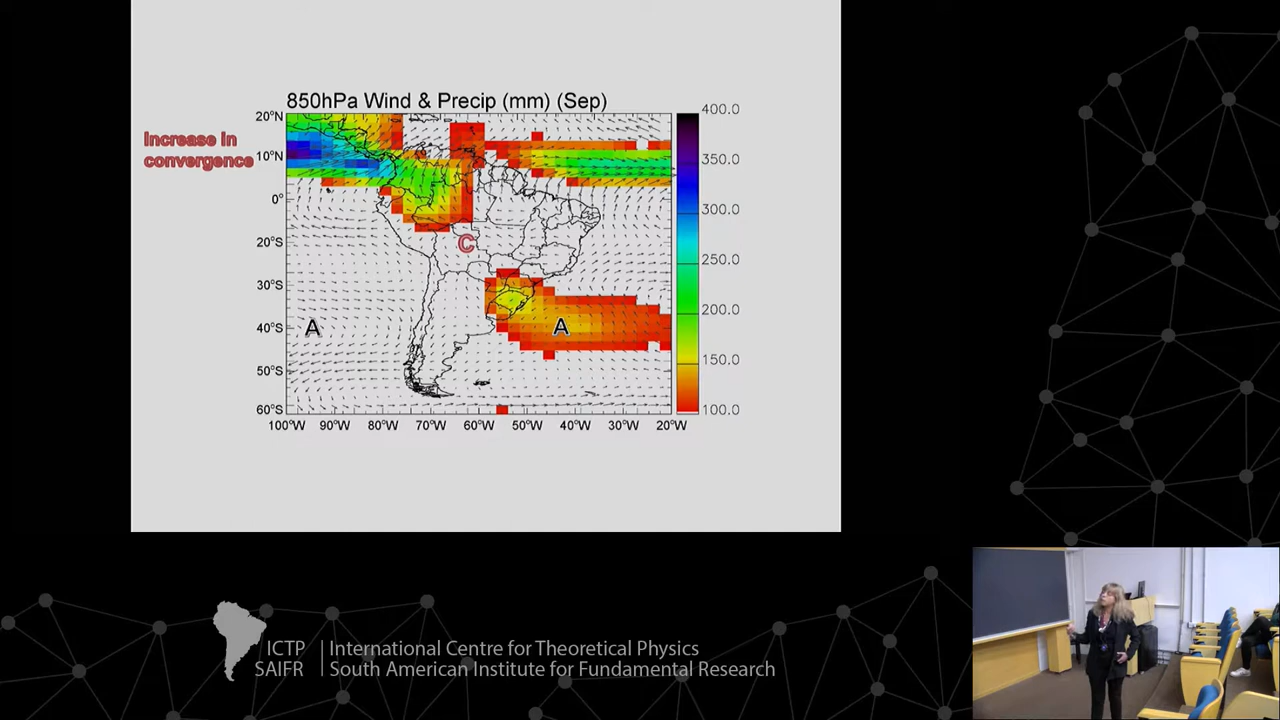 850hPa Wind & Precip (mm) (Sep)
Increase in
convergence
20°N
10°N
0°
20°S
30°S
40°S
50°S
60°S
100°W 90°W 80°W 70°W 60°W 50°W 40°W 30°W 20°W
C
A
A
400.0
350.0
300.0
250.0
200.0
150.0
100.0
ICTP
SAIFR
International Centre for Theoretical Physics
South American Institute for Fundamental Research